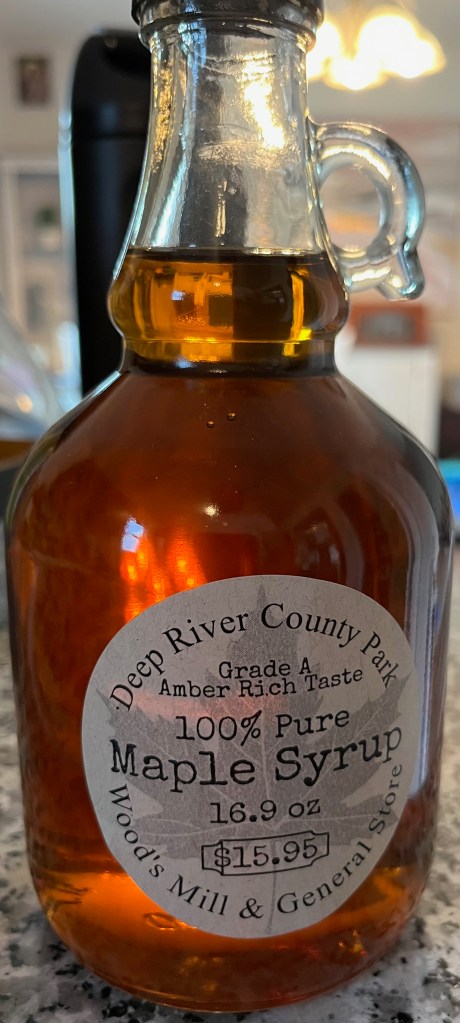 Deep River County Park
Grade A
Amber Rich Taste
100% Pure
Maple Syrup
16.9 oz
$15.95
Wood's Mill & General Store